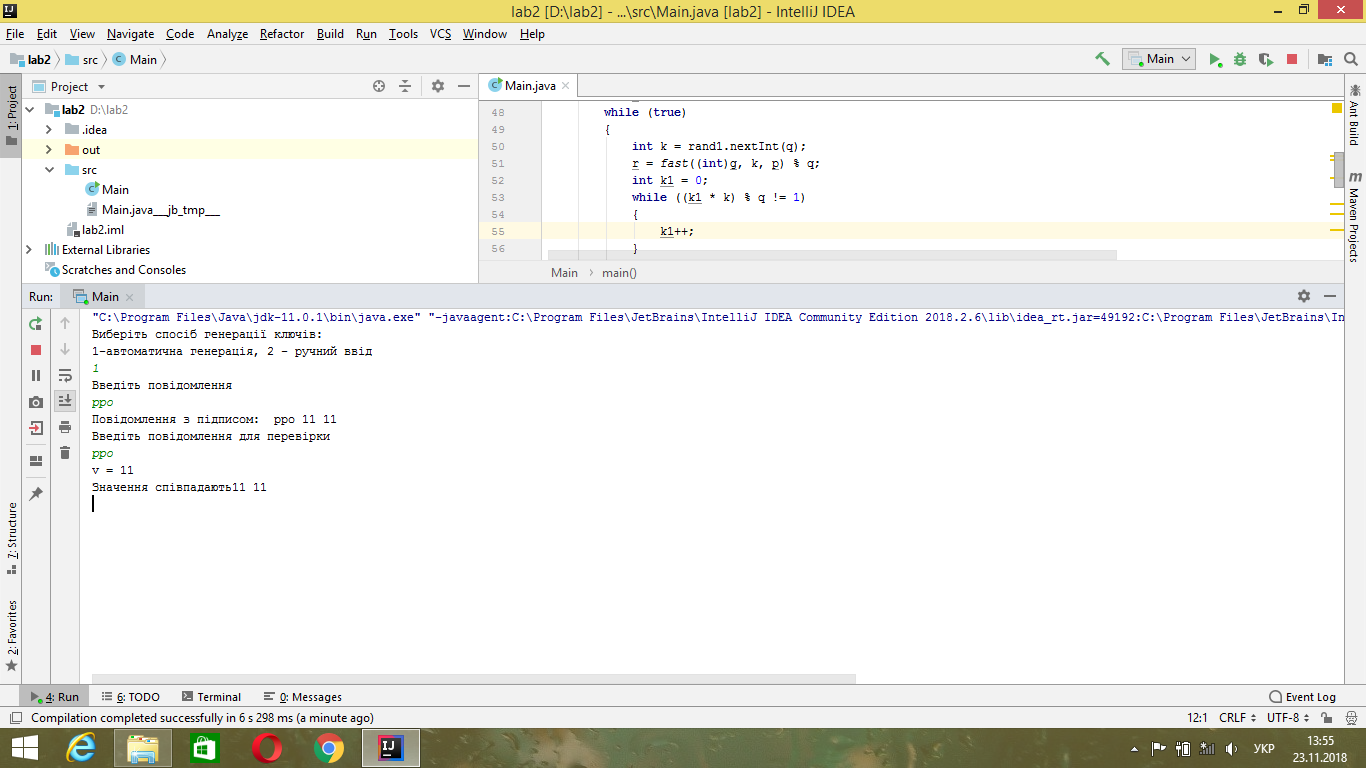 lab2 [D:\lab2] - ...\src\Main.java [lab2] - IntelliJ IDEA
File Edit View Navigate Code Analyze Refactor Build Run Tools VCS Window Help
lab2 src Main
Main
1: Project
Project
lab2 D:\lab2
.idea
out
src
Main
Main.java___jb_tmp___
lab2.iml
External Libraries
Scratches and Consoles
Main.java
48 while (true)
49 {
50 int k = rand1.nextInt(q);
51 r = fast((int)g, k, p) % q;
52 int k1 = 0;
53 while ((k1 * k) % q != 1)
54 {
55 k1++;
56 }
Main main()
Ant Build
Maven Projects
Run: Main
"C:\Program Files\Java\jdk-11.0.1\bin\java.exe" "-javaagent:C:\Program Files\JetBrains\IntelliJ IDEA Community Edition 2018.2.6\lib\idea_rt.jar=49192:C:\Program Files\JetBrains\In
Виберіть спосіб генерації ключів:
1-автоматична генерація, 2 - ручний ввід
1
Введіть повідомлення
ppo
Повідомлення з підписом:  ppo 11 11
Введіть повідомлення для перевірки
ppo
v = 11
Значення співпадають11 11
7: Structure
2: Favorites
4: Run 6: TODO Terminal 0: Messages Event Log
Compilation completed successfully in 6 s 298 ms (a minute ago) 12:1 CRLF UTF-8
УКР
13:55
23.11.2018